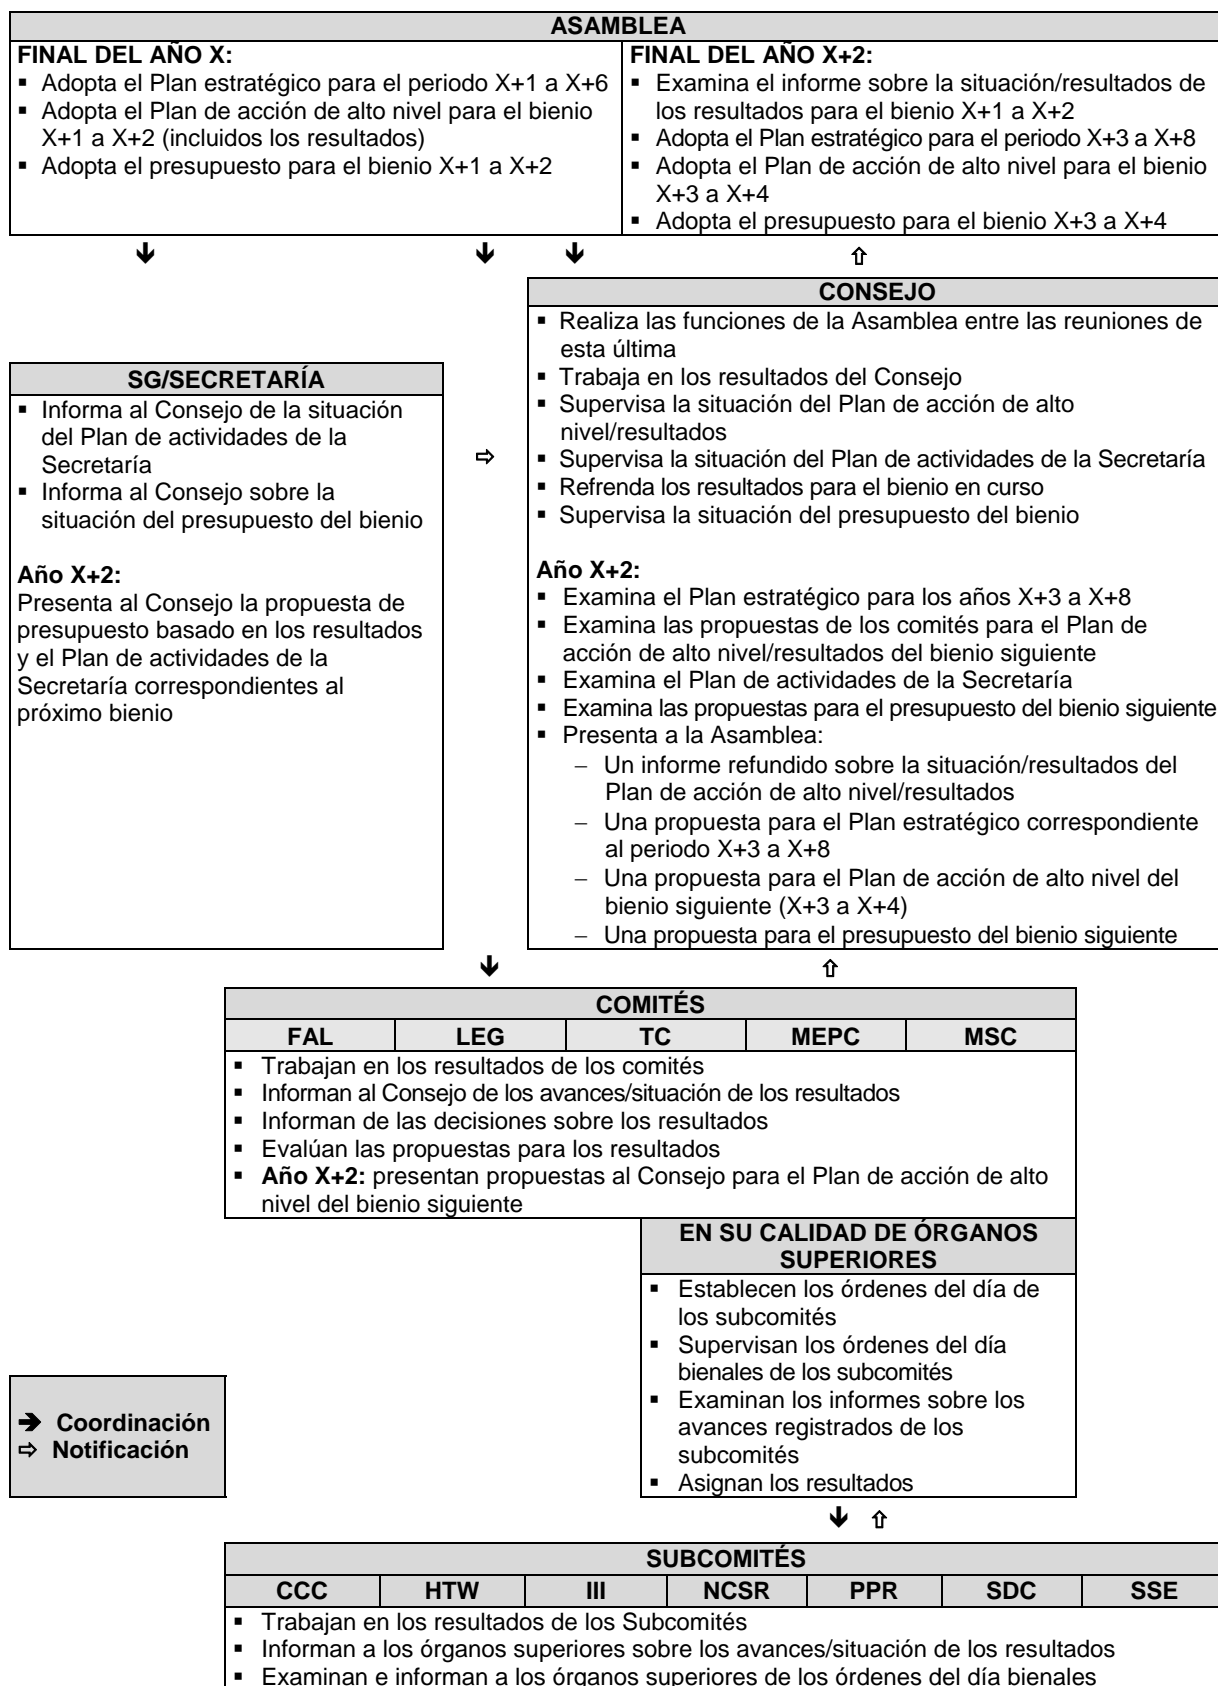 ASAMBLEA
FINAL DEL AÑO X:
▪ Adopta el Plan estratégico para el periodo X+1 a X+6
▪ Adopta el Plan de acción de alto nivel para el bienio
X+1 a X+2 (incluidos los resultados)
▪ Adopta el presupuesto para el bienio X+1 a X+2
FINAL DEL AÑO X+2:
▪ Examina el informe sobre la situación/resultados de
los resultados para el bienio X+1 a X+2
▪ Adopta el Plan estratégico para el periodo X+3 a X+8
▪ Adopta el Plan de acción de alto nivel para el bienio
X+3 a X+4
▪ Adopta el presupuesto para el bienio X+3 a X+4
SG/SECRETARÍA
▪ Informa al Consejo de la situación
del Plan de actividades de la
Secretaría
▪ Informa al Consejo sobre la
situación del presupuesto del bienio
Año X+2:
Presenta al Consejo la propuesta de
presupuesto basado en los resultados
y el Plan de actividades de la
Secretaría correspondientes al
próximo bienio
CONSEJO
▪ Realiza las funciones de la Asamblea entre las reuniones de
esta última
▪ Trabaja en los resultados del Consejo
▪ Supervisa la situación del Plan de acción de alto
nivel/resultados
▪ Supervisa la situación del Plan de actividades de la Secretaría
▪ Refrenda los resultados para el bienio en curso
▪ Supervisa la situación del presupuesto del bienio
Año X+2:
▪ Examina el Plan estratégico para los años X+3 a X+8
▪ Examina las propuestas de los comités para el Plan de
acción de alto nivel/resultados del bienio siguiente
▪ Examina el Plan de actividades de la Secretaría
▪ Examina las propuestas para el presupuesto del bienio siguiente
▪ Presenta a la Asamblea:
– Un informe refundido sobre la situación/resultados del
Plan de acción de alto nivel/resultados
– Una propuesta para el Plan estratégico correspondiente
al periodo X+3 a X+8
– Una propuesta para el Plan de acción de alto nivel del
bienio siguiente (X+3 a X+4)
– Una propuesta para el presupuesto del bienio siguiente
COMITÉS
FAL LEG TC MEPC MSC
▪ Trabajan en los resultados de los comités
▪ Informan al Consejo de los avances/situación de los resultados
▪ Informan de las decisiones sobre los resultados
▪ Evalúan las propuestas para los resultados
▪ Año X+2: presentan propuestas al Consejo para el Plan de acción de alto
nivel del bienio siguiente
EN SU CALIDAD DE ÓRGANOS
SUPERIORES
▪ Establecen los órdenes del día de
los subcomités
▪ Supervisan los órdenes del día
bienales de los subcomités
▪ Examinan los informes sobre los
avances registrados de los
subcomités
▪ Asignan los resultados
➔ Coordinación
⇨ Notificación
SUBCOMITÉS
CCC HTW III NCSR PPR SDC SSE
▪ Trabajan en los resultados de los Subcomités
▪ Informan a los órganos superiores sobre los avances/situación de los resultados
▪ Examinan e informan a los órganos superiores de los órdenes del día bienales